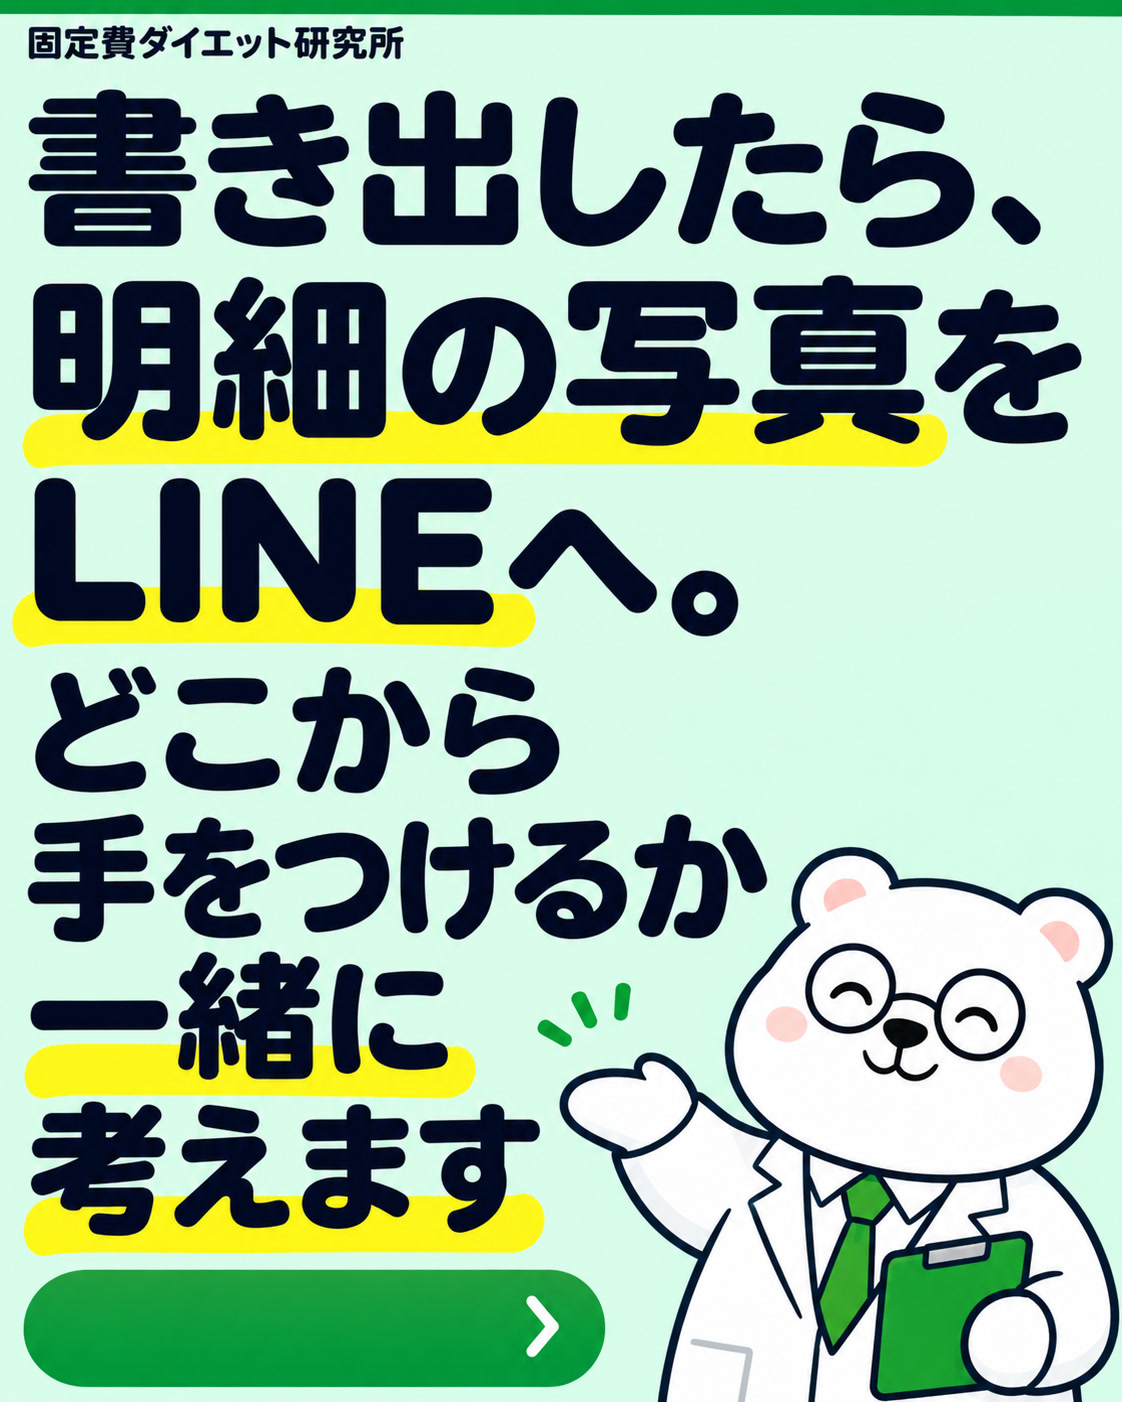 固定費ダイエット研究所
書き出したら、
明細の写真を
LINEへ。
どこから
手をつけるか
一緒に
考えます